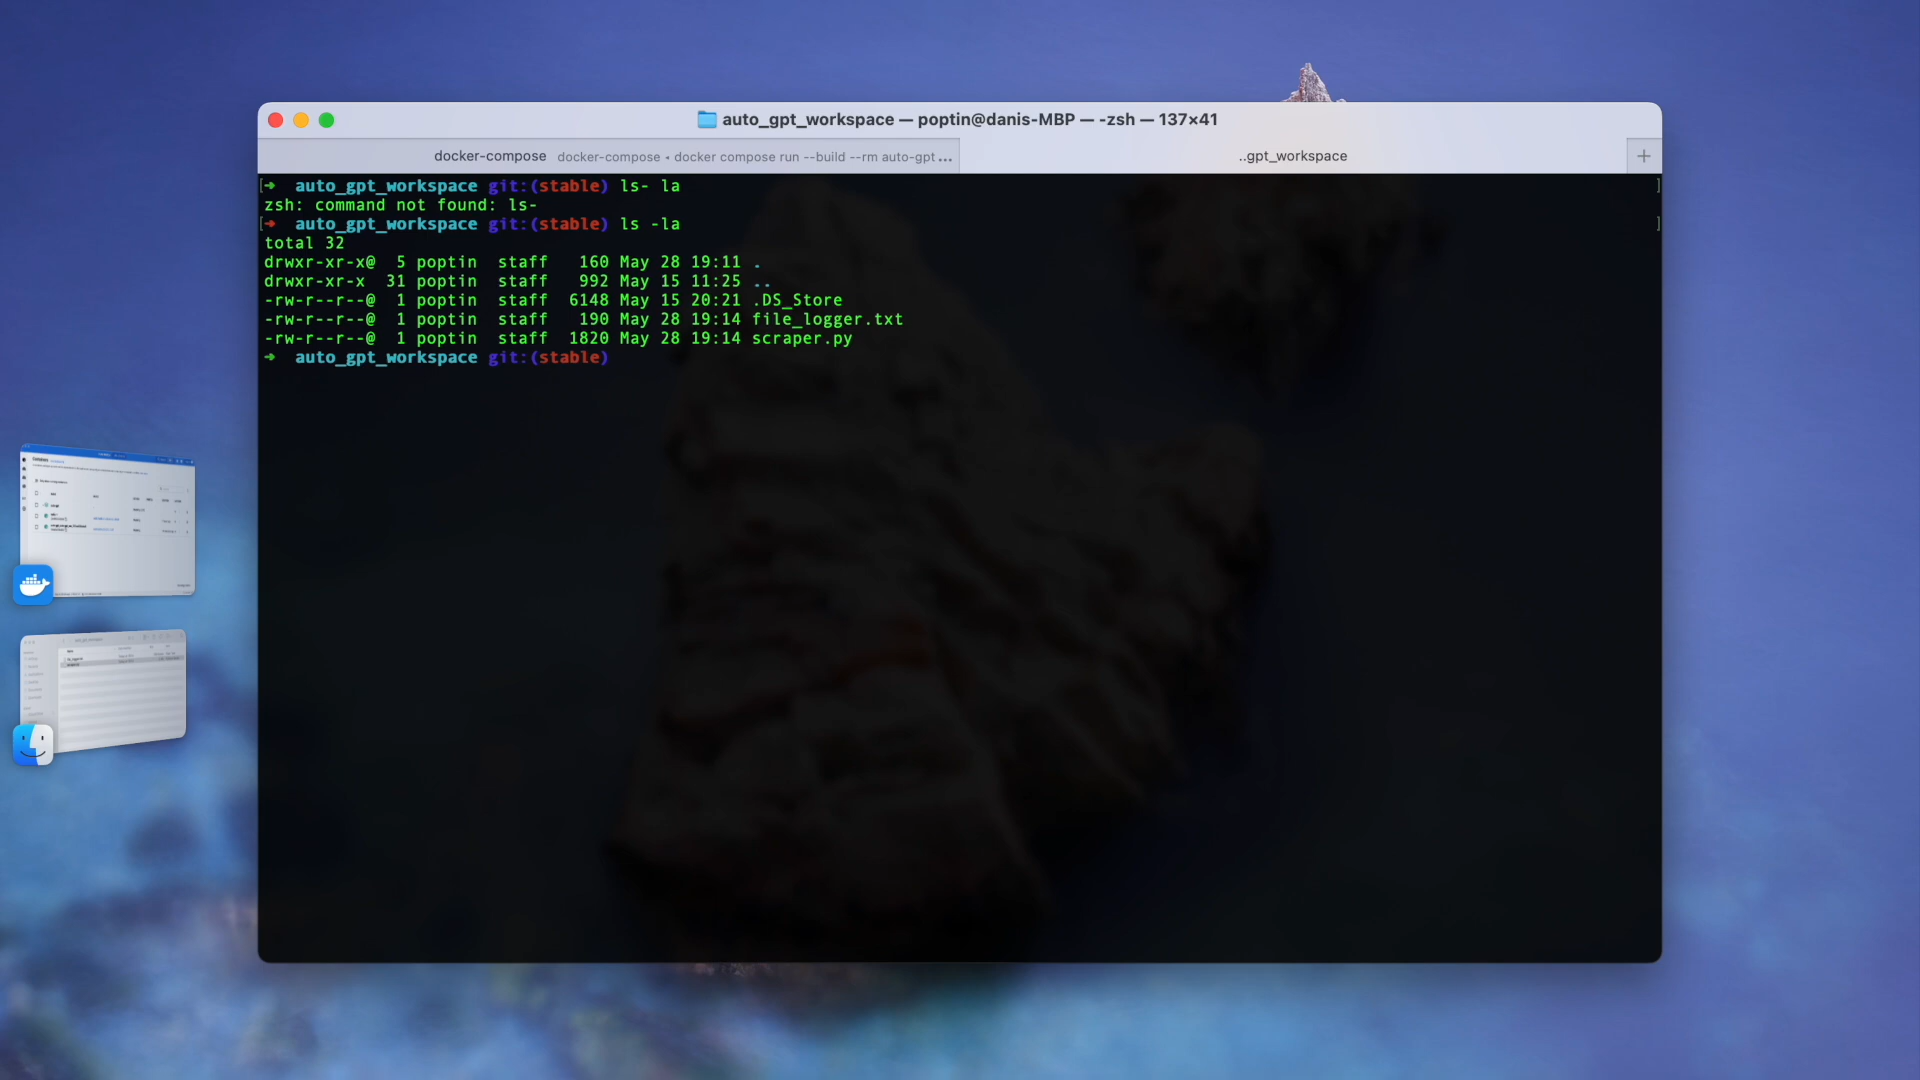 auto_gpt_workspace — poptin@danis-MBP — -zsh — 137×41
docker-compose docker-compose • docker compose run --build --rm auto-gpt ...
..gpt_workspace
[➜  auto_gpt_workspace git:(stable) ls- la ]
zsh: command not found: ls-
[➜  auto_gpt_workspace git:(stable) ls -la ]
total 32
drwxr-xr-x@  5 poptin  staff   160 May 28 19:11 .
drwxr-xr-x  31 poptin  staff   992 May 15 11:25 ..
-rw-r--r--@  1 poptin  staff  6148 May 15 20:21 .DS_Store
-rw-r--r--@  1 poptin  staff   190 May 28 19:14 file_logger.txt
-rw-r--r--@  1 poptin  staff  1820 May 28 19:14 scraper.py
➜  auto_gpt_workspace git:(stable)